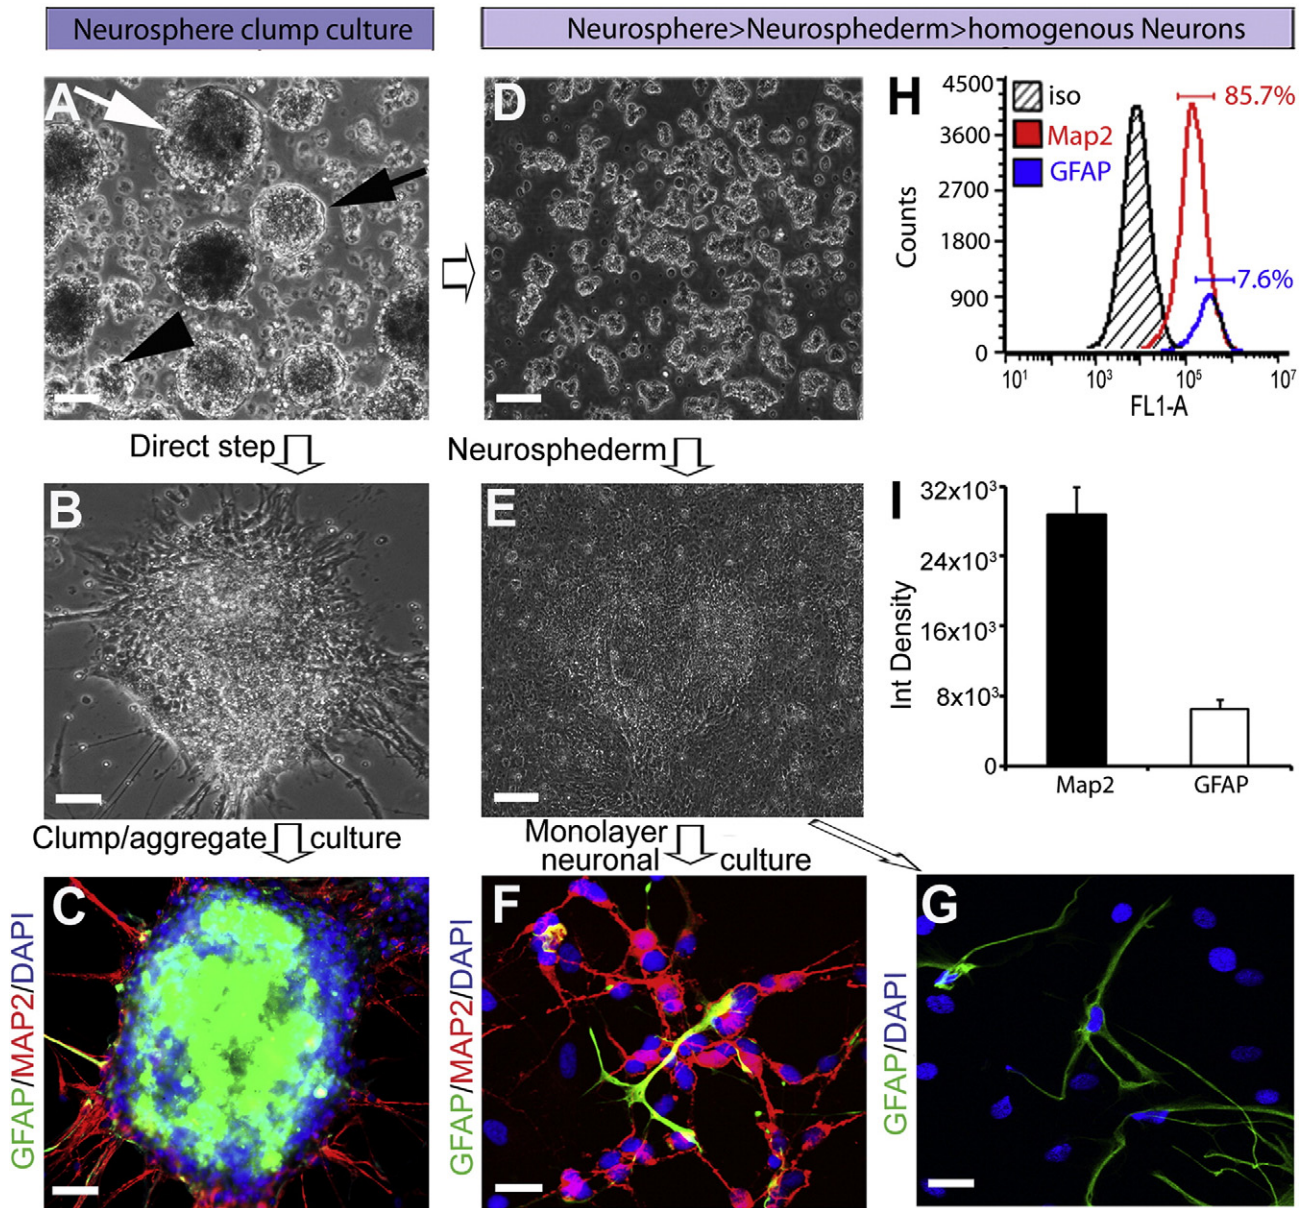 Neurosphere clump culture
Neurosphere>Neurosphederm>homogenous Neurons
A
D
H
4500
3600
2700
1800
900
0
Counts
iso
Map2
GFAP
85.7%
7.6%
10¹
10³
10⁵
10⁷
FL1-A
Direct step
Neurosphederm
B
E
I
32x10³
24x10³
16x10³
8x10³
0
Int Density
Map2
GFAP
Clump/aggregate culture
Monolayer
neuronal culture
C
GFAP/MAP2/DAPI
F
GFAP/MAP2/DAPI
G
GFAP/DAPI